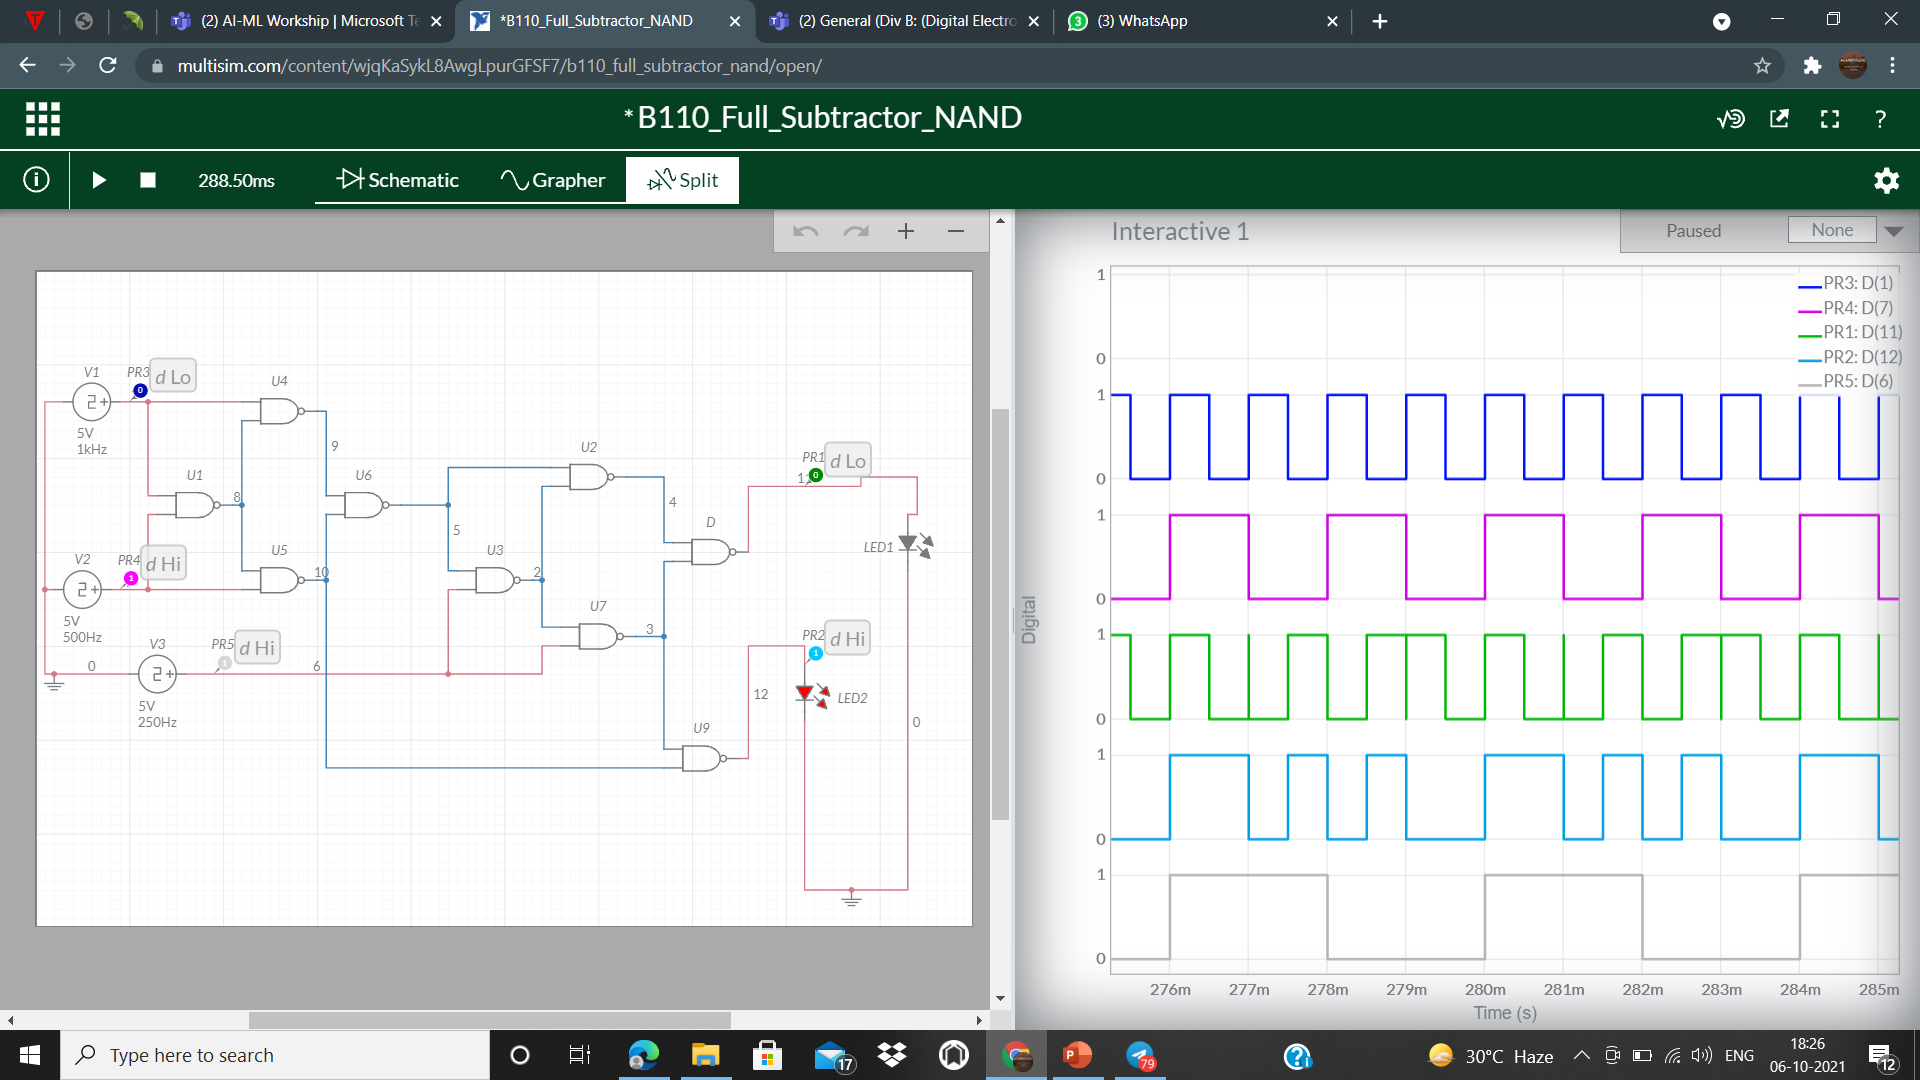 (2) AI-ML Workship | Microsoft Te
*B110_Full_Subtractor_NAND
(2) General (Div B: (Digital Electro
(3) WhatsApp
multisim.com/content/wjqKaSykL8AwgLpurGFSF7/b110_full_subtractor_nand/open/
*B110_Full_Subtractor_NAND
288.50ms
Schematic
Grapher
Split
Interactive 1
Paused
None
V1
PR3
0
d Lo
5V
1kHz
U4
9
U1
8
U6
U2
4
PR1
11
0
d Lo
5
D
LED1
V2
PR4
1
d Hi
5V
500Hz
U5
10
U3
2
U7
3
V3
PR5
1
d Hi
0
6
5V
250Hz
PR2
1
d Hi
12
LED2
0
U9
PR3: D(1)
PR4: D(7)
PR1: D(11)
PR2: D(12)
PR5: D(6)
1
0
1
0
1
0
1
0
1
0
1
0
Digital
276m 277m 278m 279m 280m 281m 282m 283m 284m 285m
Time (s)
Type here to search
17
79
30°C Haze
ENG
18:26
06-10-2021
12